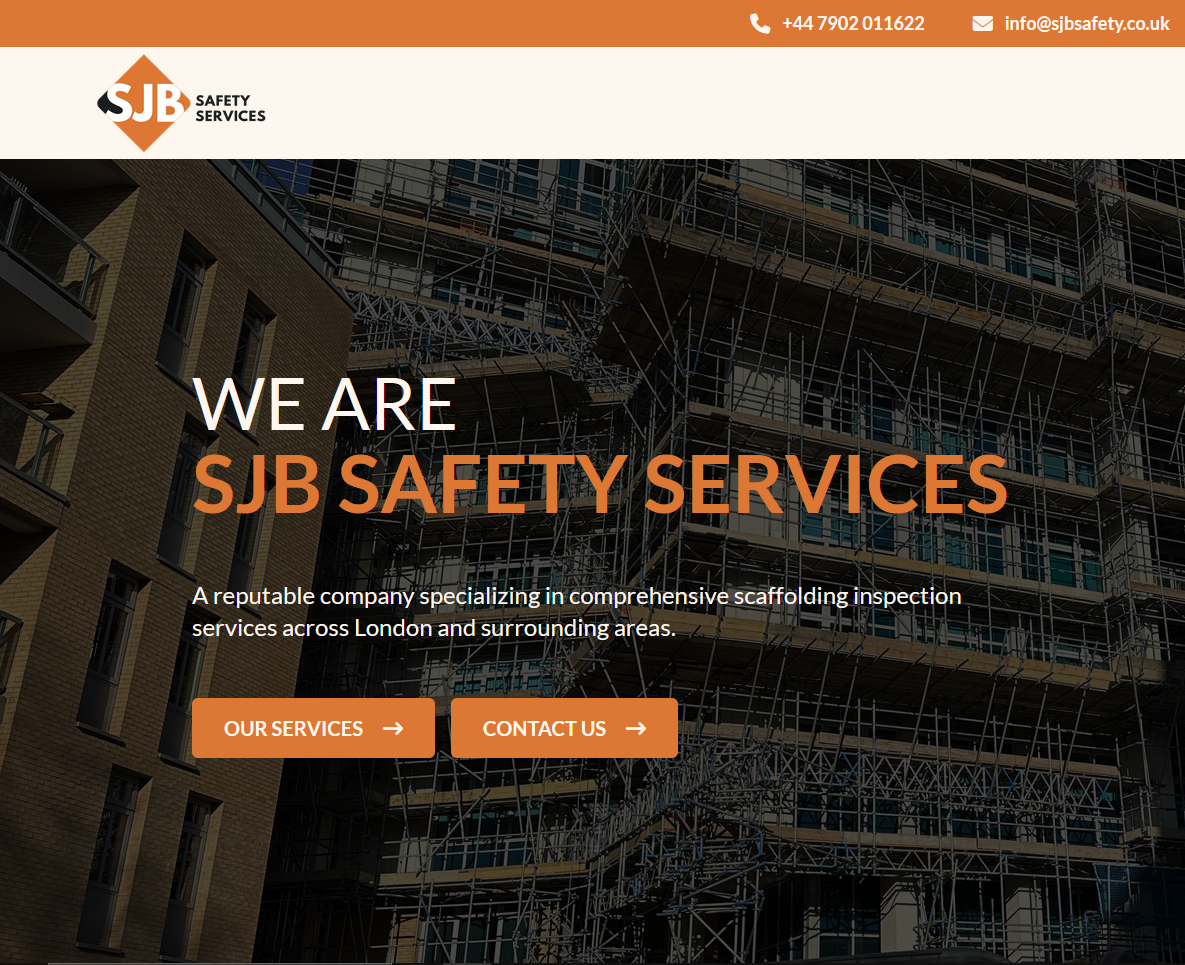 +44 7902 011622 info@sjbsafety.co.uk
SJB SAFETY
SERVICES
WE ARE
SJB SAFETY SERVICES
A reputable company specializing in comprehensive scaffolding inspection
services across London and surrounding areas.
OUR SERVICES → CONTACT US →